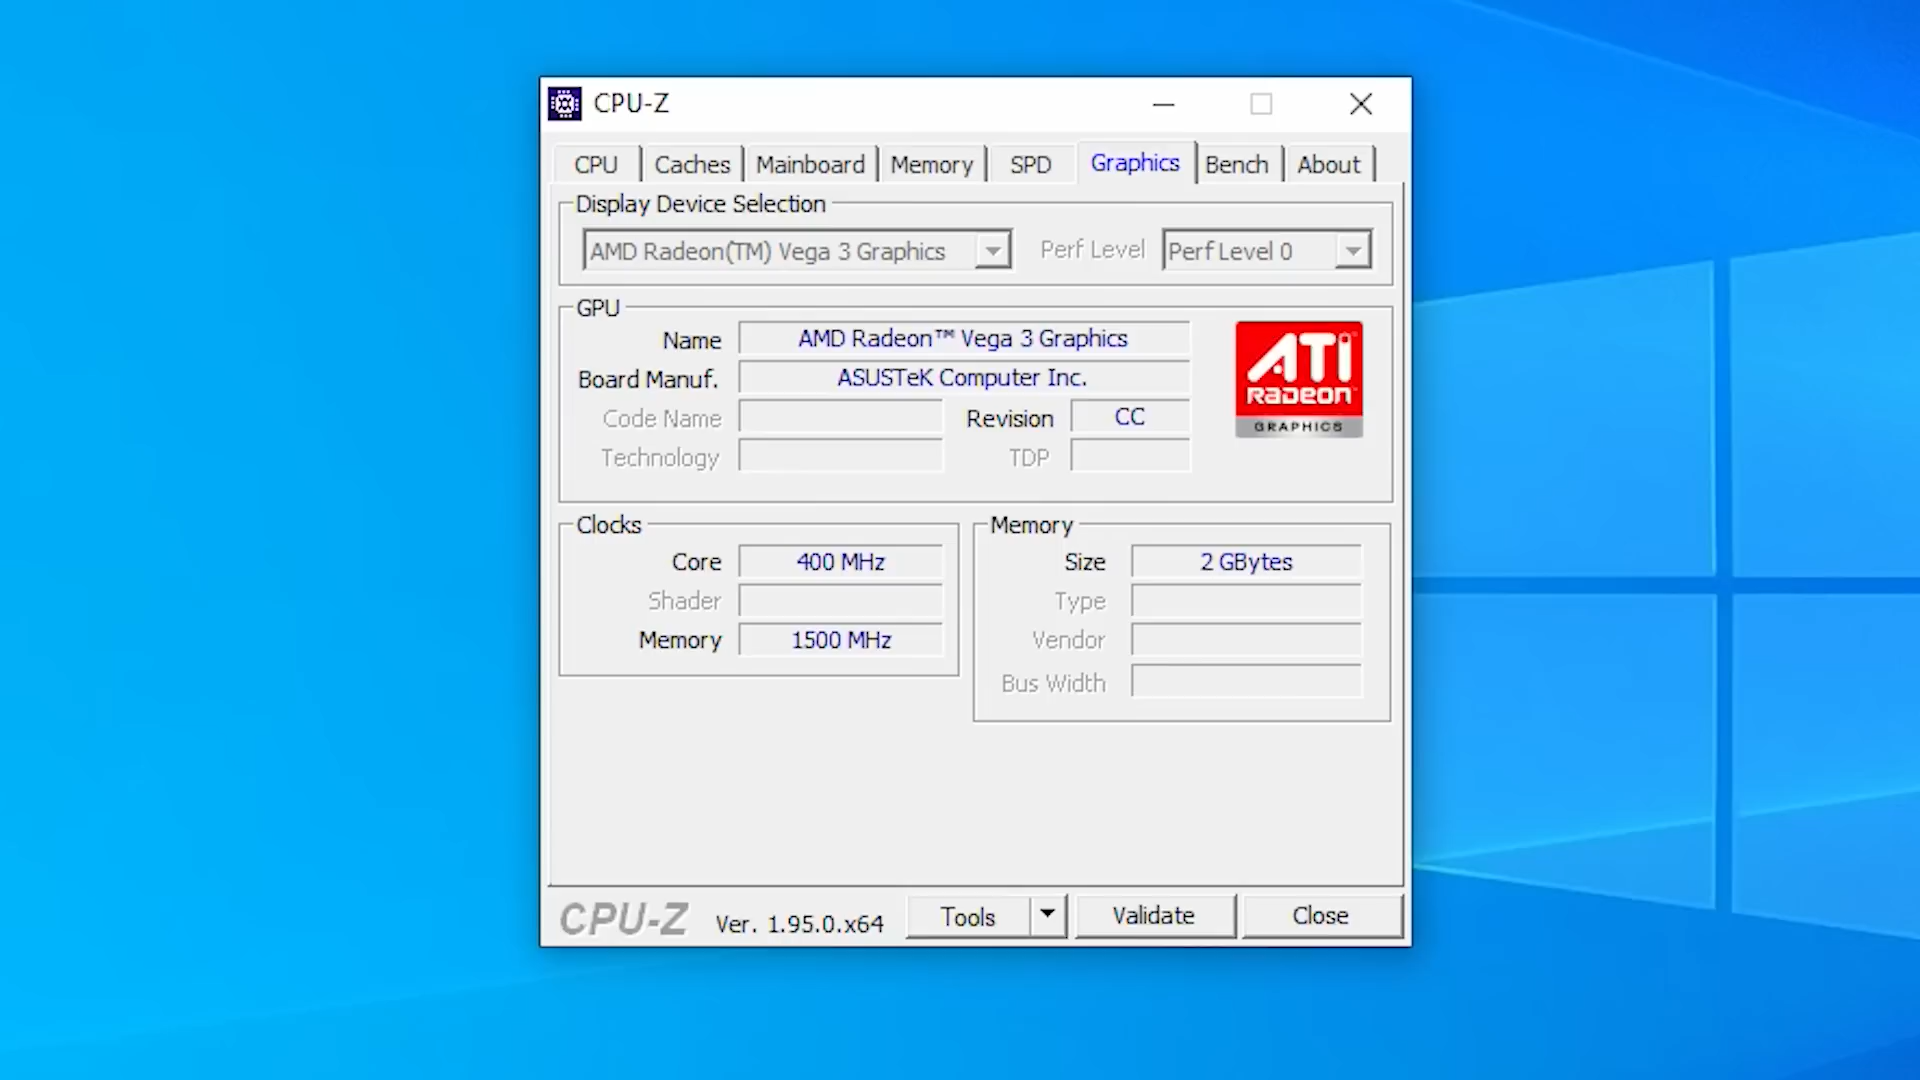 CPU-Z
CPU Caches Mainboard Memory SPD Graphics Bench About
Display Device Selection
AMD Radeon(TM) Vega 3 Graphics Perf Level Perf Level 0
GPU
Name AMD Radeon™ Vega 3 Graphics
Board Manuf. ASUSTeK Computer Inc.
Code Name Revision CC
Technology TDP
ATI
RADEON
GRAPHICS
Clocks
Core 400 MHz
Shader
Memory 1500 MHz
Memory
Size 2 GBytes
Type
Vendor
Bus Width
CPU-Z Ver. 1.95.0.x64 Tools Validate Close